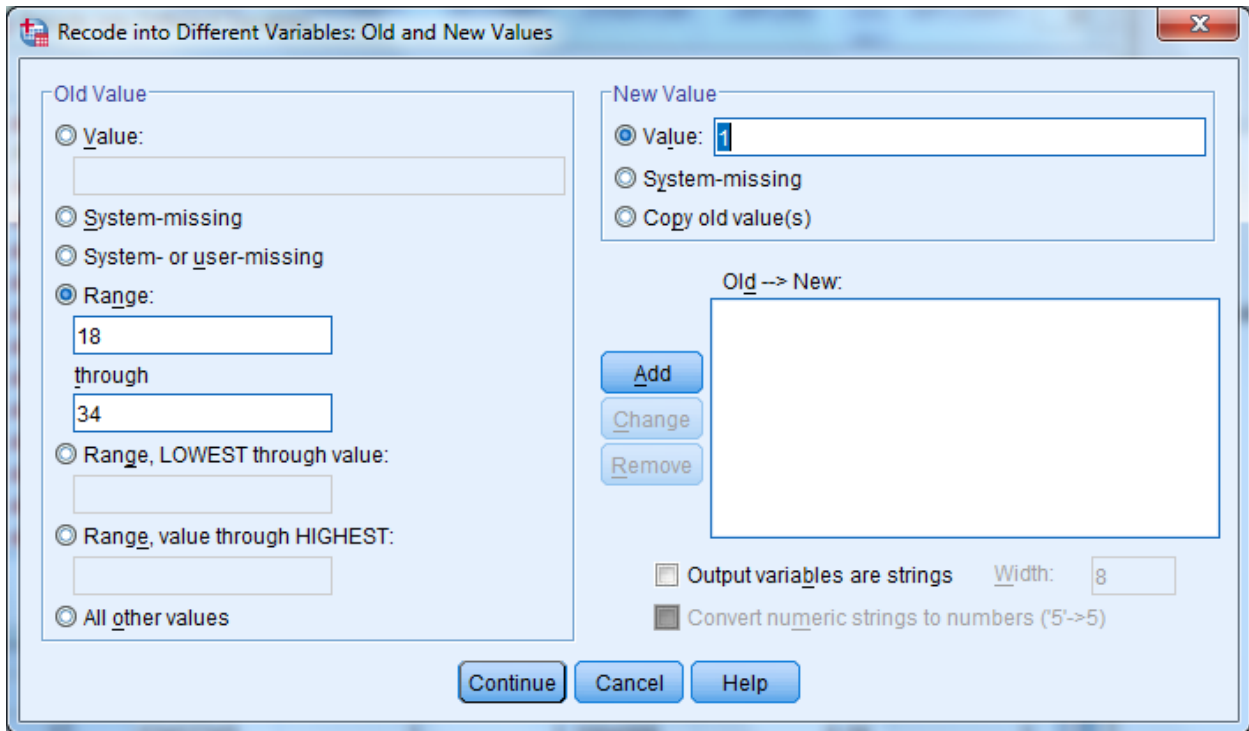 Recode into Different Variables: Old and New Values
Old Value
Value:
System-missing
System- or user-missing
Range:
18
through
34
Range, LOWEST through value:
Range, value through HIGHEST:
All other values
New Value
Value: 1
System-missing
Copy old value(s)
Old --> New:
Add
Change
Remove
Output variables are strings Width: 8
Convert numeric strings to numbers ('5'->5)
Continue Cancel Help